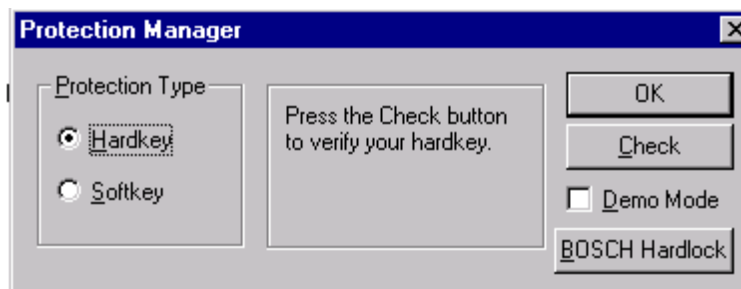 Protection Manager
Protection Type
Hardkey
Softkey
Press the Check button
to verify your hardkey.
OK
Check
Demo Mode
BOSCH Hardlock